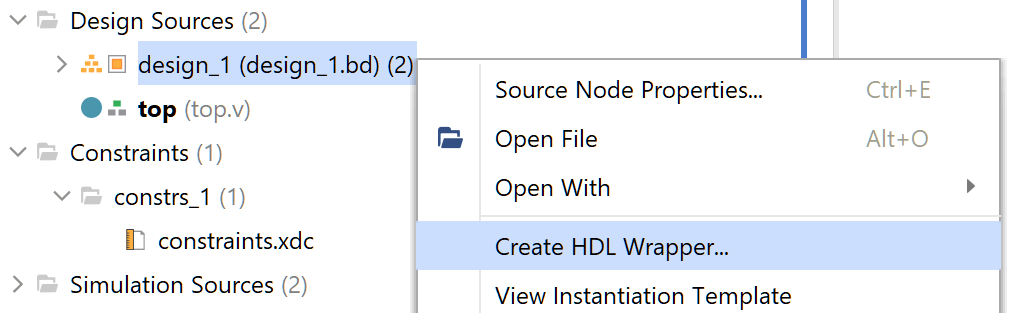 Design Sources (2)
design_1 (design_1.bd) (2)
top (top.v)
Constraints (1)
constrs_1 (1)
constraints.xdc
Simulation Sources (2)
Source Node Properties... Ctrl+E
Open File Alt+O
Open With
Create HDL Wrapper...
View Instantiation Template